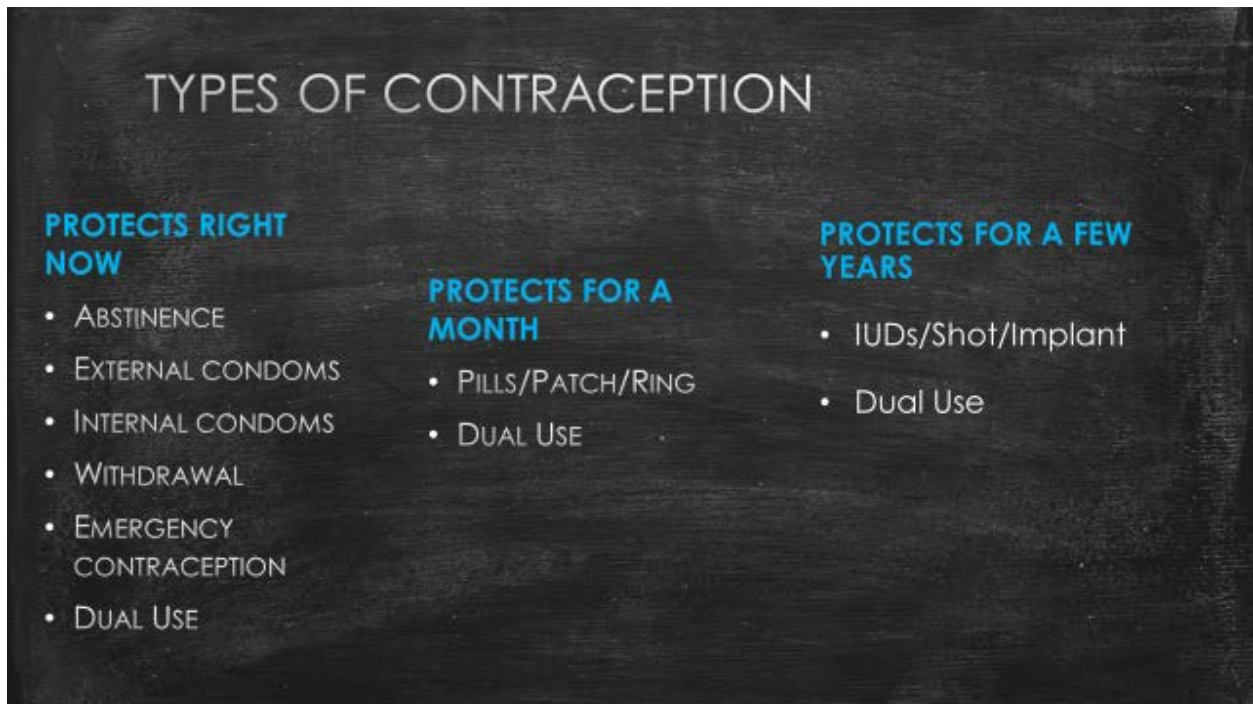 TYPES OF CONTRACEPTION
PROTECTS RIGHT
NOW
• ABSTINENCE
• EXTERNAL CONDOMS
• INTERNAL CONDOMS
• WITHDRAWAL
• EMERGENCY
CONTRACEPTION
• DUAL USE
PROTECTS FOR A
MONTH
• PILLS/PATCH/RING
• DUAL USE
PROTECTS FOR A FEW
YEARS
• IUDs/Shot/Implant
• Dual Use